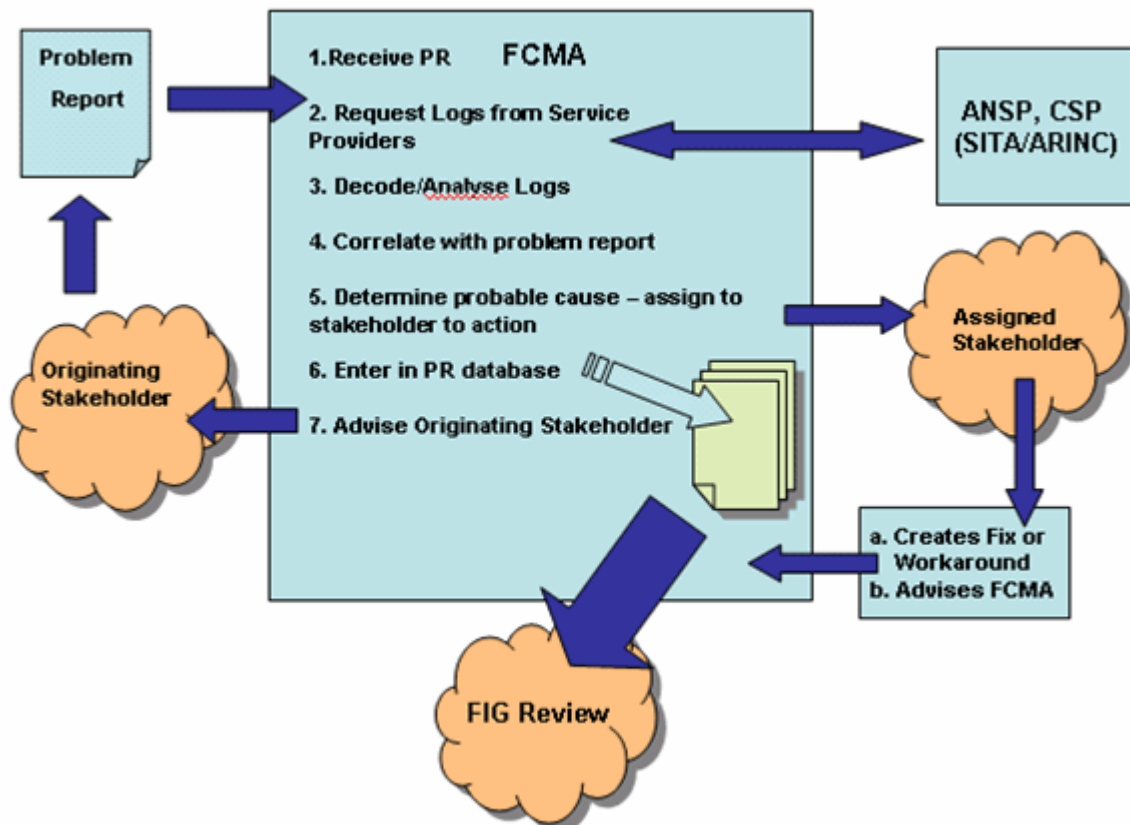 Problem
Report
1.Receive PR FCMA
2. Request Logs from Service
Providers
3. Decode/Analyse Logs
4. Correlate with problem report
5. Determine probable cause – assign to
stakeholder to action
6. Enter in PR database
7. Advise Originating Stakeholder
ANSP, CSP
(SITA/ARINC)
Assigned
Stakeholder
Originating
Stakeholder
a. Creates Fix or
Workaround
b. Advises FCMA
FIG Review